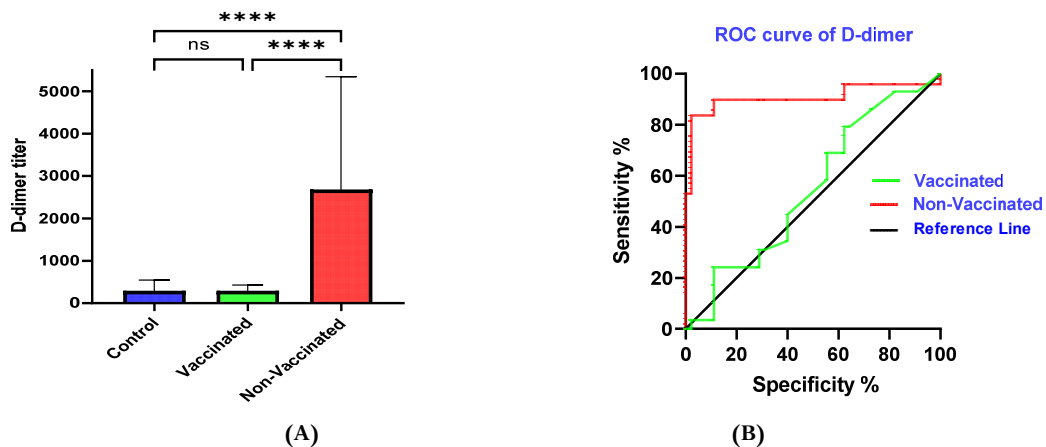 ****
ns
****
D-dimer titer
5000
4000
3000
2000
1000
0
Control
Vaccinated
Non-Vaccinated
(A)
ROC curve of D-dimer
Sensitivity %
100
80
60
40
20
0
0 20 40 60 80 100
Specificity %
Vaccinated
Non-Vaccinated
Reference Line
(B)